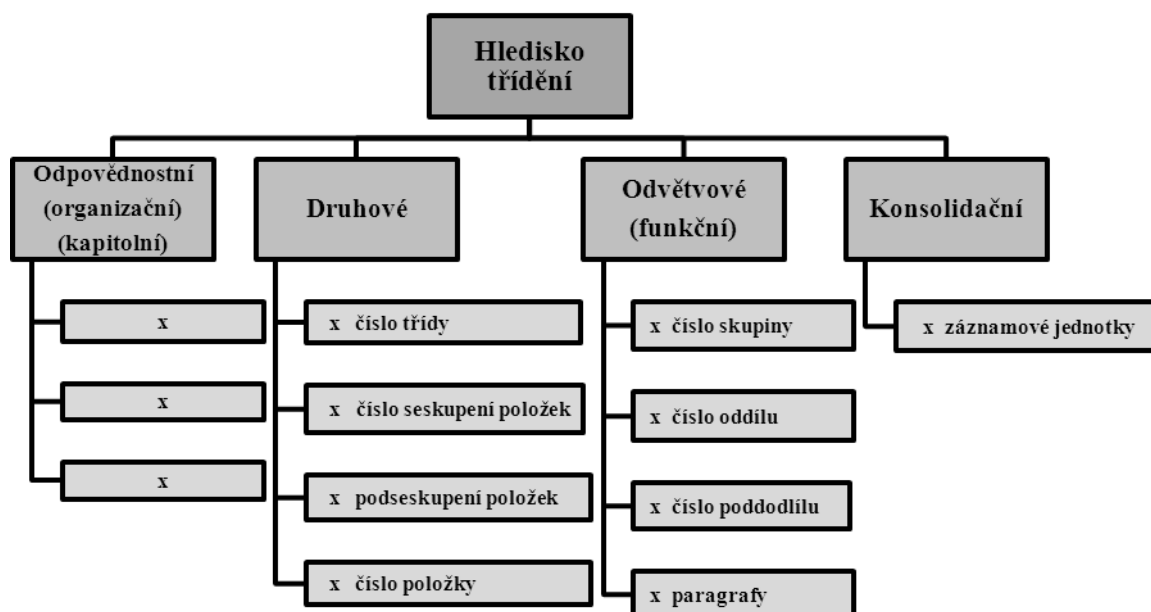 Hledisko
třídění
Odpovědnostní
(organizační)
(kapitolní)
x
x
x
Druhové
x číslo třídy
x číslo seskupení položek
x podseskupení položek
x číslo položky
Odvětvové
(funkční)
x číslo skupiny
x číslo oddílu
x číslo poddodlílu
x paragrafy
Konsolidační
x záznamové jednotky